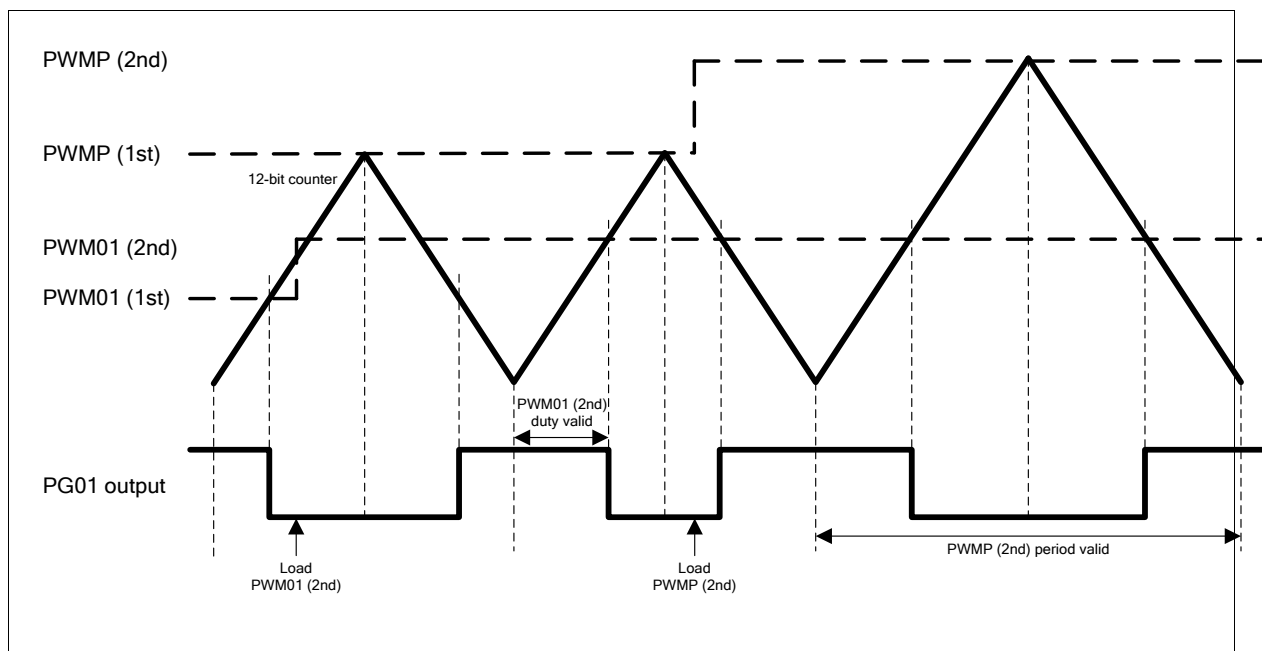 PWMP (2nd)
PWMP (1st)
12-bit counter
PWM01 (2nd)
PWM01 (1st)
PWM01 (2nd)
duty valid
PG01 output
Load
PWM01 (2nd)
Load
PWMP (2nd)
PWMP (2nd) period valid